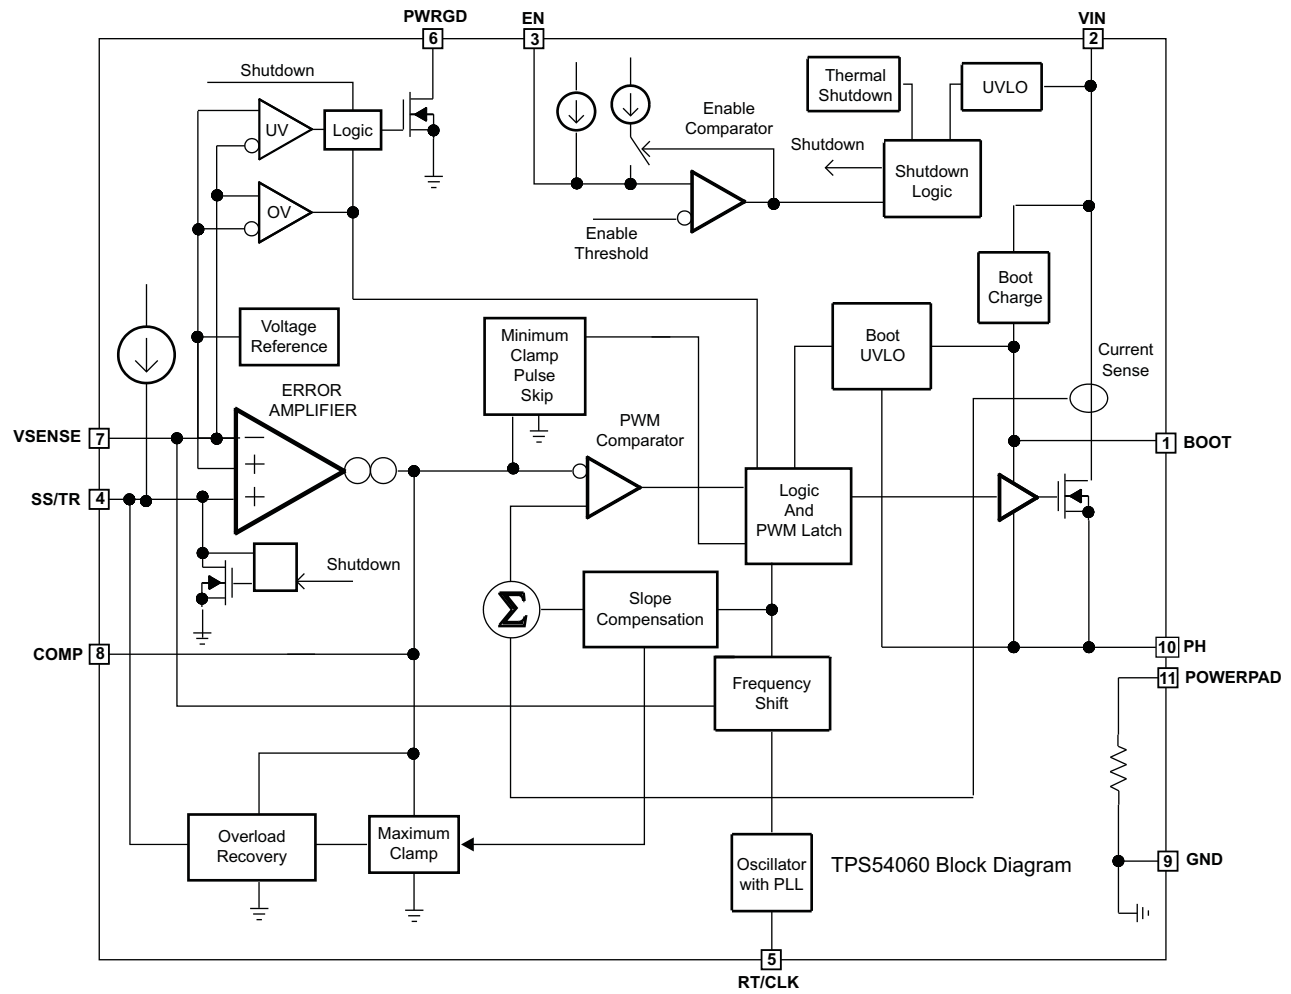 PWRGD
6
EN
3
VIN
2
Shutdown
UV
Logic
OV
Enable
Comparator
Enable
Threshold
Thermal
Shutdown
UVLO
Shutdown
Shutdown
Logic
Boot
Charge
Voltage
Reference
Minimum
Clamp
Pulse
Skip
Boot
UVLO
Current
Sense
ERROR
AMPLIFIER
PWM
Comparator
VSENSE 7
1 BOOT
SS/TR 4
−
+
+
Logic
And
PWM Latch
Shutdown
Σ
Slope
Compensation
COMP 8
10 PH
11 POWERPAD
Frequency
Shift
Overload
Recovery
Maximum
Clamp
Oscillator
with PLL
TPS54060 Block Diagram
9 GND
5
RT/CLK